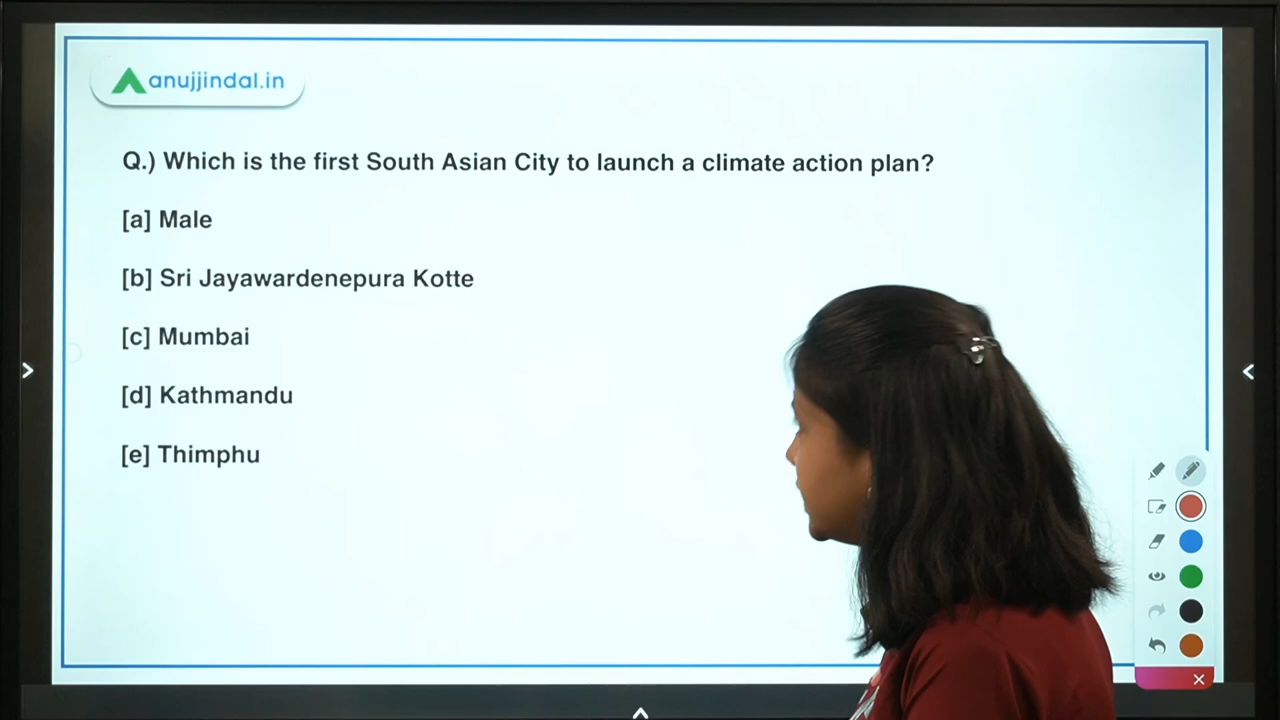 anujjindal.in
Q.) Which is the first South Asian City to launch a climate action plan?
[a] Male
[b] Sri Jayawardenepura Kotte
[c] Mumbai
[d] Kathmandu
[e] Thimphu